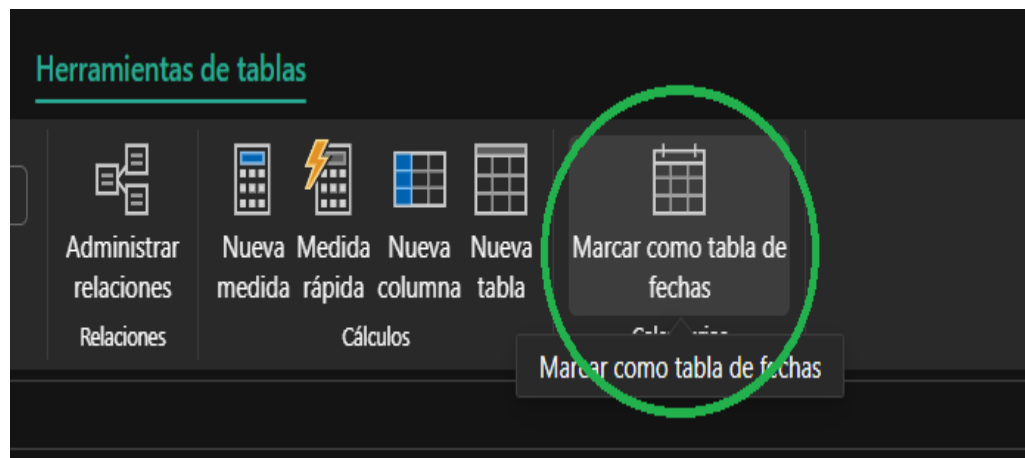 Herramientas de tablas
Administrar
relaciones
Nueva
medida
Medida
rápida
Nueva
columna
Nueva
tabla
Marcar como tabla de
fechas
Relaciones
Cálculos
Marcar como tabla de fechas